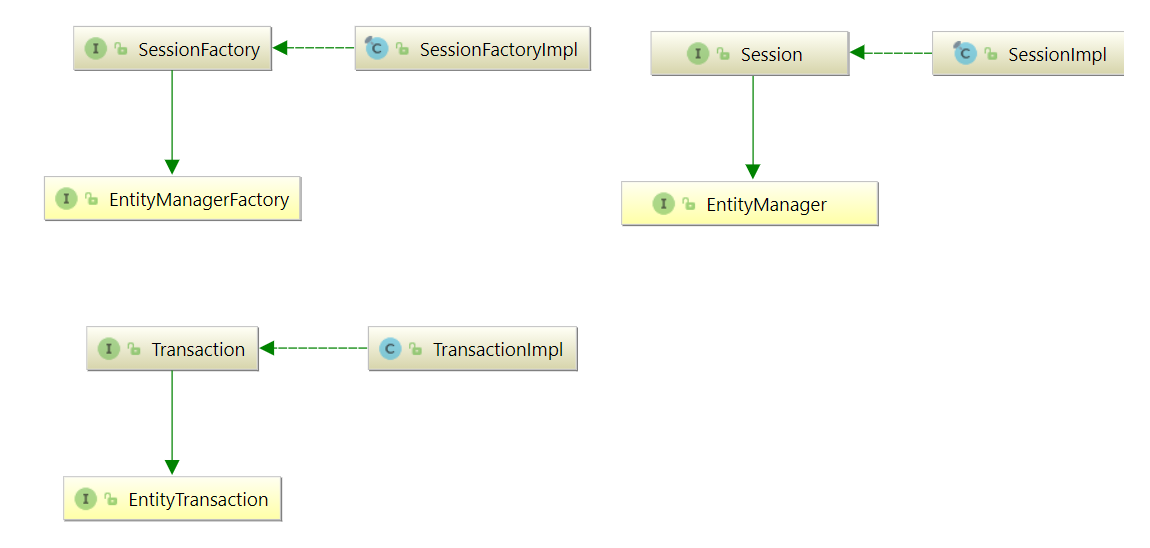 I SessionFactory
C SessionFactoryImpl
I Session
C SessionImpl
I EntityManagerFactory
I EntityManager
I Transaction
C TransactionImpl
I EntityTransaction